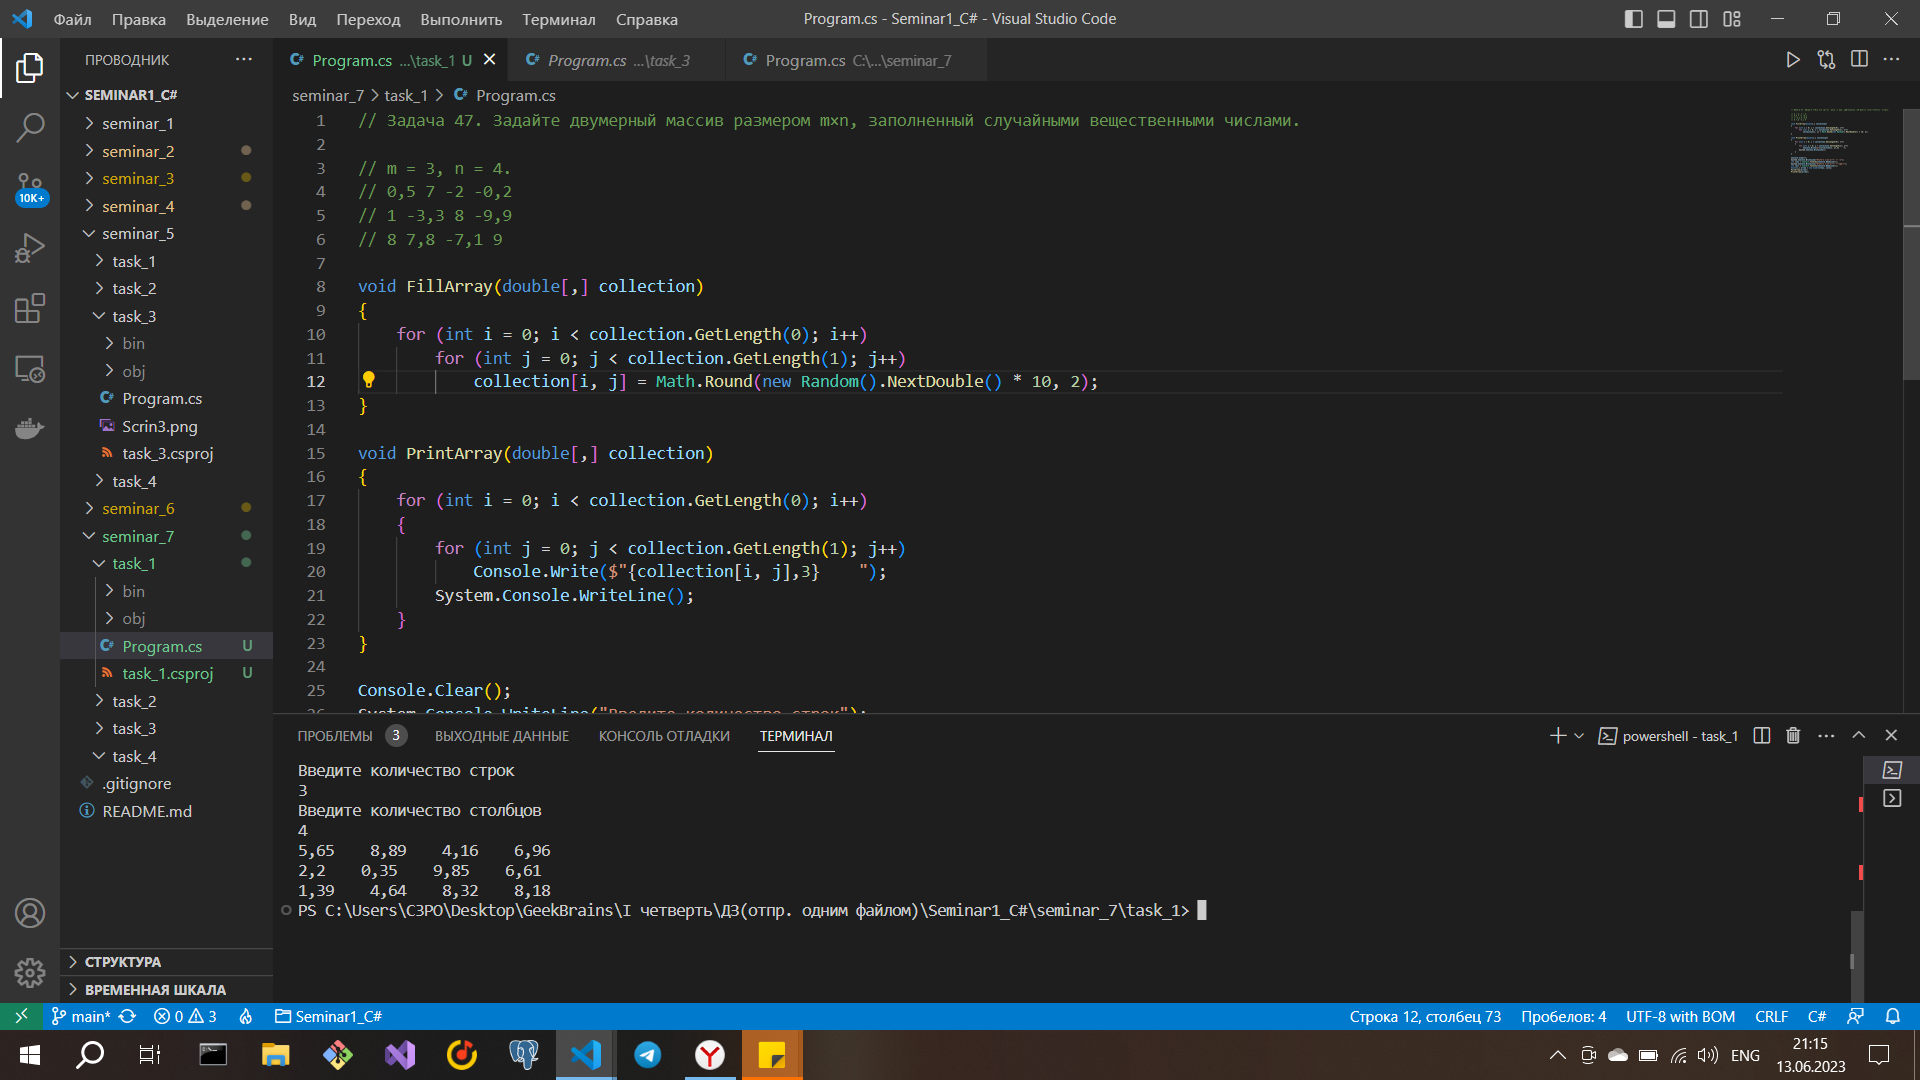 Файл Правка Выделение Вид Переход Выполнить Терминал Справка
Program.cs - Seminar1_C# - Visual Studio Code
ПРОВОДНИК
SEMINAR1_C#
seminar_1
seminar_2
seminar_3
seminar_4
seminar_5
task_1
task_2
task_3
bin
obj
Program.cs
Scrin3.png
task_3.csproj
task_4
seminar_6
seminar_7
task_1
bin
obj
Program.cs U
task_1.csproj U
task_2
task_3
task_4
.gitignore
README.md
СТРУКТУРА
ВРЕМЕННАЯ ШКАЛА
10K+
Program.cs ...\task_1 U
Program.cs ...\task_3
Program.cs C:\...\seminar_7
seminar_7 > task_1 > Program.cs
1 // Задача 47. Задайте двумерный массив размером m×n, заполненный случайными вещественными числами.
2
3 // m = 3, n = 4.
4 // 0,5 7 -2 -0,2
5 // 1 -3,3 8 -9,9
6 // 8 7,8 -7,1 9
7
8 void FillArray(double[,] collection)
9 {
10 for (int i = 0; i < collection.GetLength(0); i++)
11 for (int j = 0; j < collection.GetLength(1); j++)
12 collection[i, j] = Math.Round(new Random().NextDouble() * 10, 2);
13 }
14
15 void PrintArray(double[,] collection)
16 {
17 for (int i = 0; i < collection.GetLength(0); i++)
18 {
19 for (int j = 0; j < collection.GetLength(1); j++)
20 Console.Write($"{collection[i, j],3}    ");
21 System.Console.WriteLine();
22 }
23 }
24
25 Console.Clear();
26 System.Console.WriteLine("Введите количество строк");
ПРОБЛЕМЫ 3 ВЫХОДНЫЕ ДАННЫЕ КОНСОЛЬ ОТЛАДКИ ТЕРМИНАЛ
powershell - task_1
Введите количество строк
3
Введите количество столбцов
4
5,65 8,89 4,16 6,96
2,2 0,35 9,85 6,61
1,39 4,64 8,32 8,18
PS C:\Users\C3PO\Desktop\GeekBrains\I четверть\ДЗ(отпр. одним файлом)\Seminar1_C#\seminar_7\task_1>
main* 0 3 Seminar1_C#
Строка 12, столбец 73 Пробелов: 4 UTF-8 with BOM CRLF C#
ENG
21:15
13.06.2023